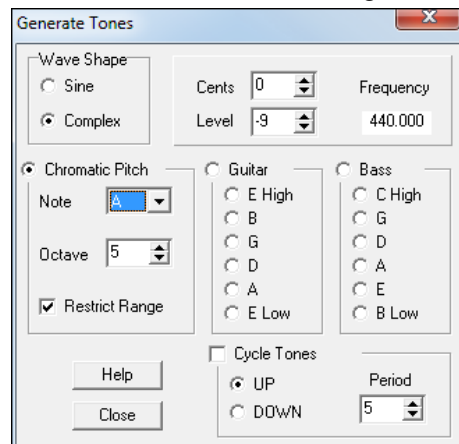 Generate Tones
x
Wave Shape
Sine
Complex
Cents 0
Level -9
Frequency
440.000
Chromatic Pitch
Note A
Octave 5
Restrict Range
Guitar
E High
B
G
D
A
E Low
Bass
C High
G
D
A
E
B Low
Help
Close
Cycle Tones
UP
DOWN
Period
5